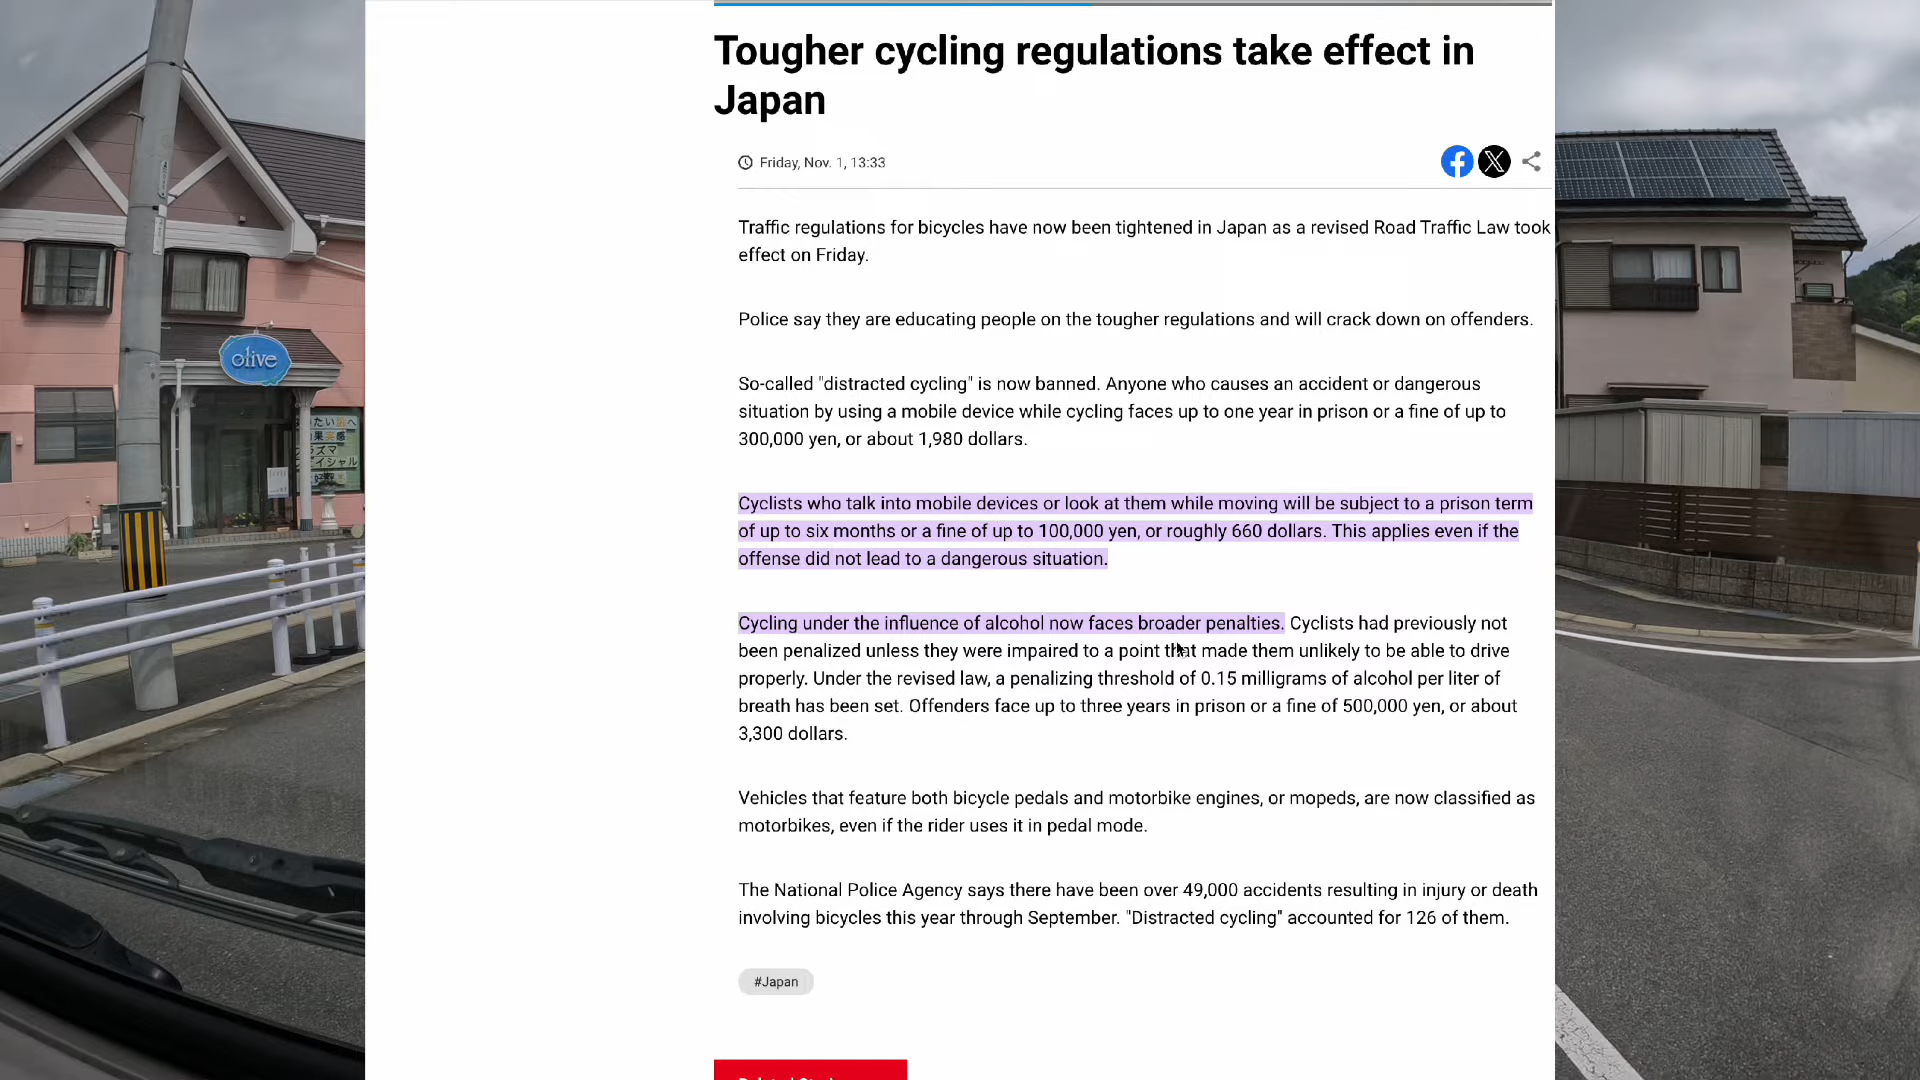 Tougher cycling regulations take effect in
Japan
Friday, Nov. 1, 13:33
Traffic regulations for bicycles have now been tightened in Japan as a revised Road Traffic Law took
effect on Friday.
Police say they are educating people on the tougher regulations and will crack down on offenders.
So-called "distracted cycling" is now banned. Anyone who causes an accident or dangerous
situation by using a mobile device while cycling faces up to one year in prison or a fine of up to
300,000 yen, or about 1,980 dollars.
Cyclists who talk into mobile devices or look at them while moving will be subject to a prison term
of up to six months or a fine of up to 100,000 yen, or roughly 660 dollars. This applies even if the
offense did not lead to a dangerous situation.
Cycling under the influence of alcohol now faces broader penalties. Cyclists had previously not
been penalized unless they were impaired to a point that made them unlikely to be able to drive
properly. Under the revised law, a penalizing threshold of 0.15 milligrams of alcohol per liter of
breath has been set. Offenders face up to three years in prison or a fine of 500,000 yen, or about
3,300 dollars.
Vehicles that feature both bicycle pedals and motorbike engines, or mopeds, are now classified as
motorbikes, even if the rider uses it in pedal mode.
The National Police Agency says there have been over 49,000 accidents resulting in injury or death
involving bicycles this year through September. "Distracted cycling" accounted for 126 of them.
#Japan
olive